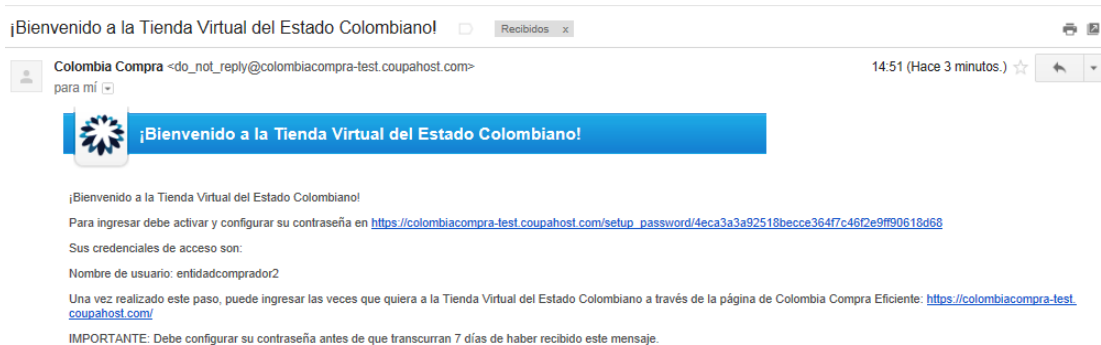 ¡Bienvenido a la Tienda Virtual del Estado Colombiano!
Recibidos x
Colombia Compra <do_not_reply@colombiacompra-test.coupahost.com>
14:51 (Hace 3 minutos.)
para mí
¡Bienvenido a la Tienda Virtual del Estado Colombiano!
¡Bienvenido a la Tienda Virtual del Estado Colombiano!
Para ingresar debe activar y configurar su contraseña en https://colombiacompra-test.coupahost.com/setup_password/4eca3a3a92518becce364f7c46f2e9ff90618d68
Sus credenciales de acceso son:
Nombre de usuario: entidadcomprador2
Una vez realizado este paso, puede ingresar las veces que quiera a la Tienda Virtual del Estado Colombiano a través de la página de Colombia Compra Eficiente: https://colombiacompra-test.
coupahost.com/
IMPORTANTE: Debe configurar su contraseña antes de que transcurran 7 días de haber recibido este mensaje.